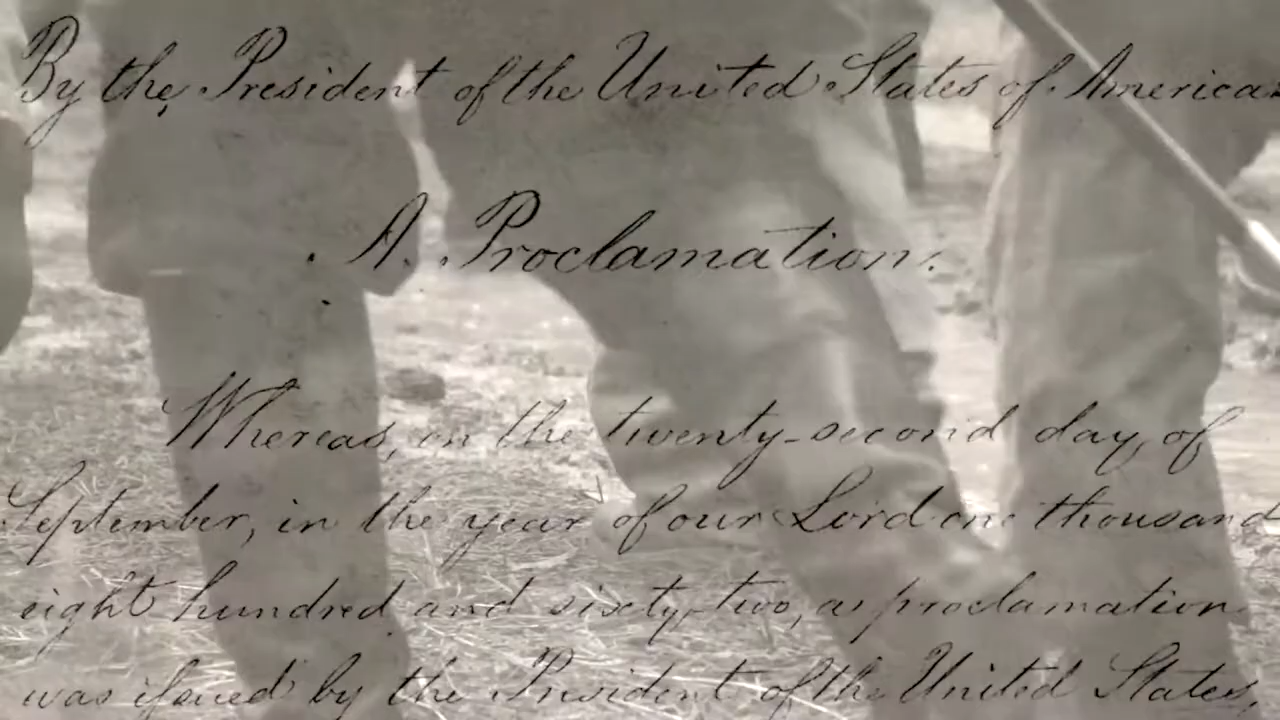 By the President of the United States of America:
A Proclamation.
Whereas, on the twenty-second day of
September, in the year of our Lord one thousand
eight hundred and sixty-two, a proclamation
was issued by the President of the United States,